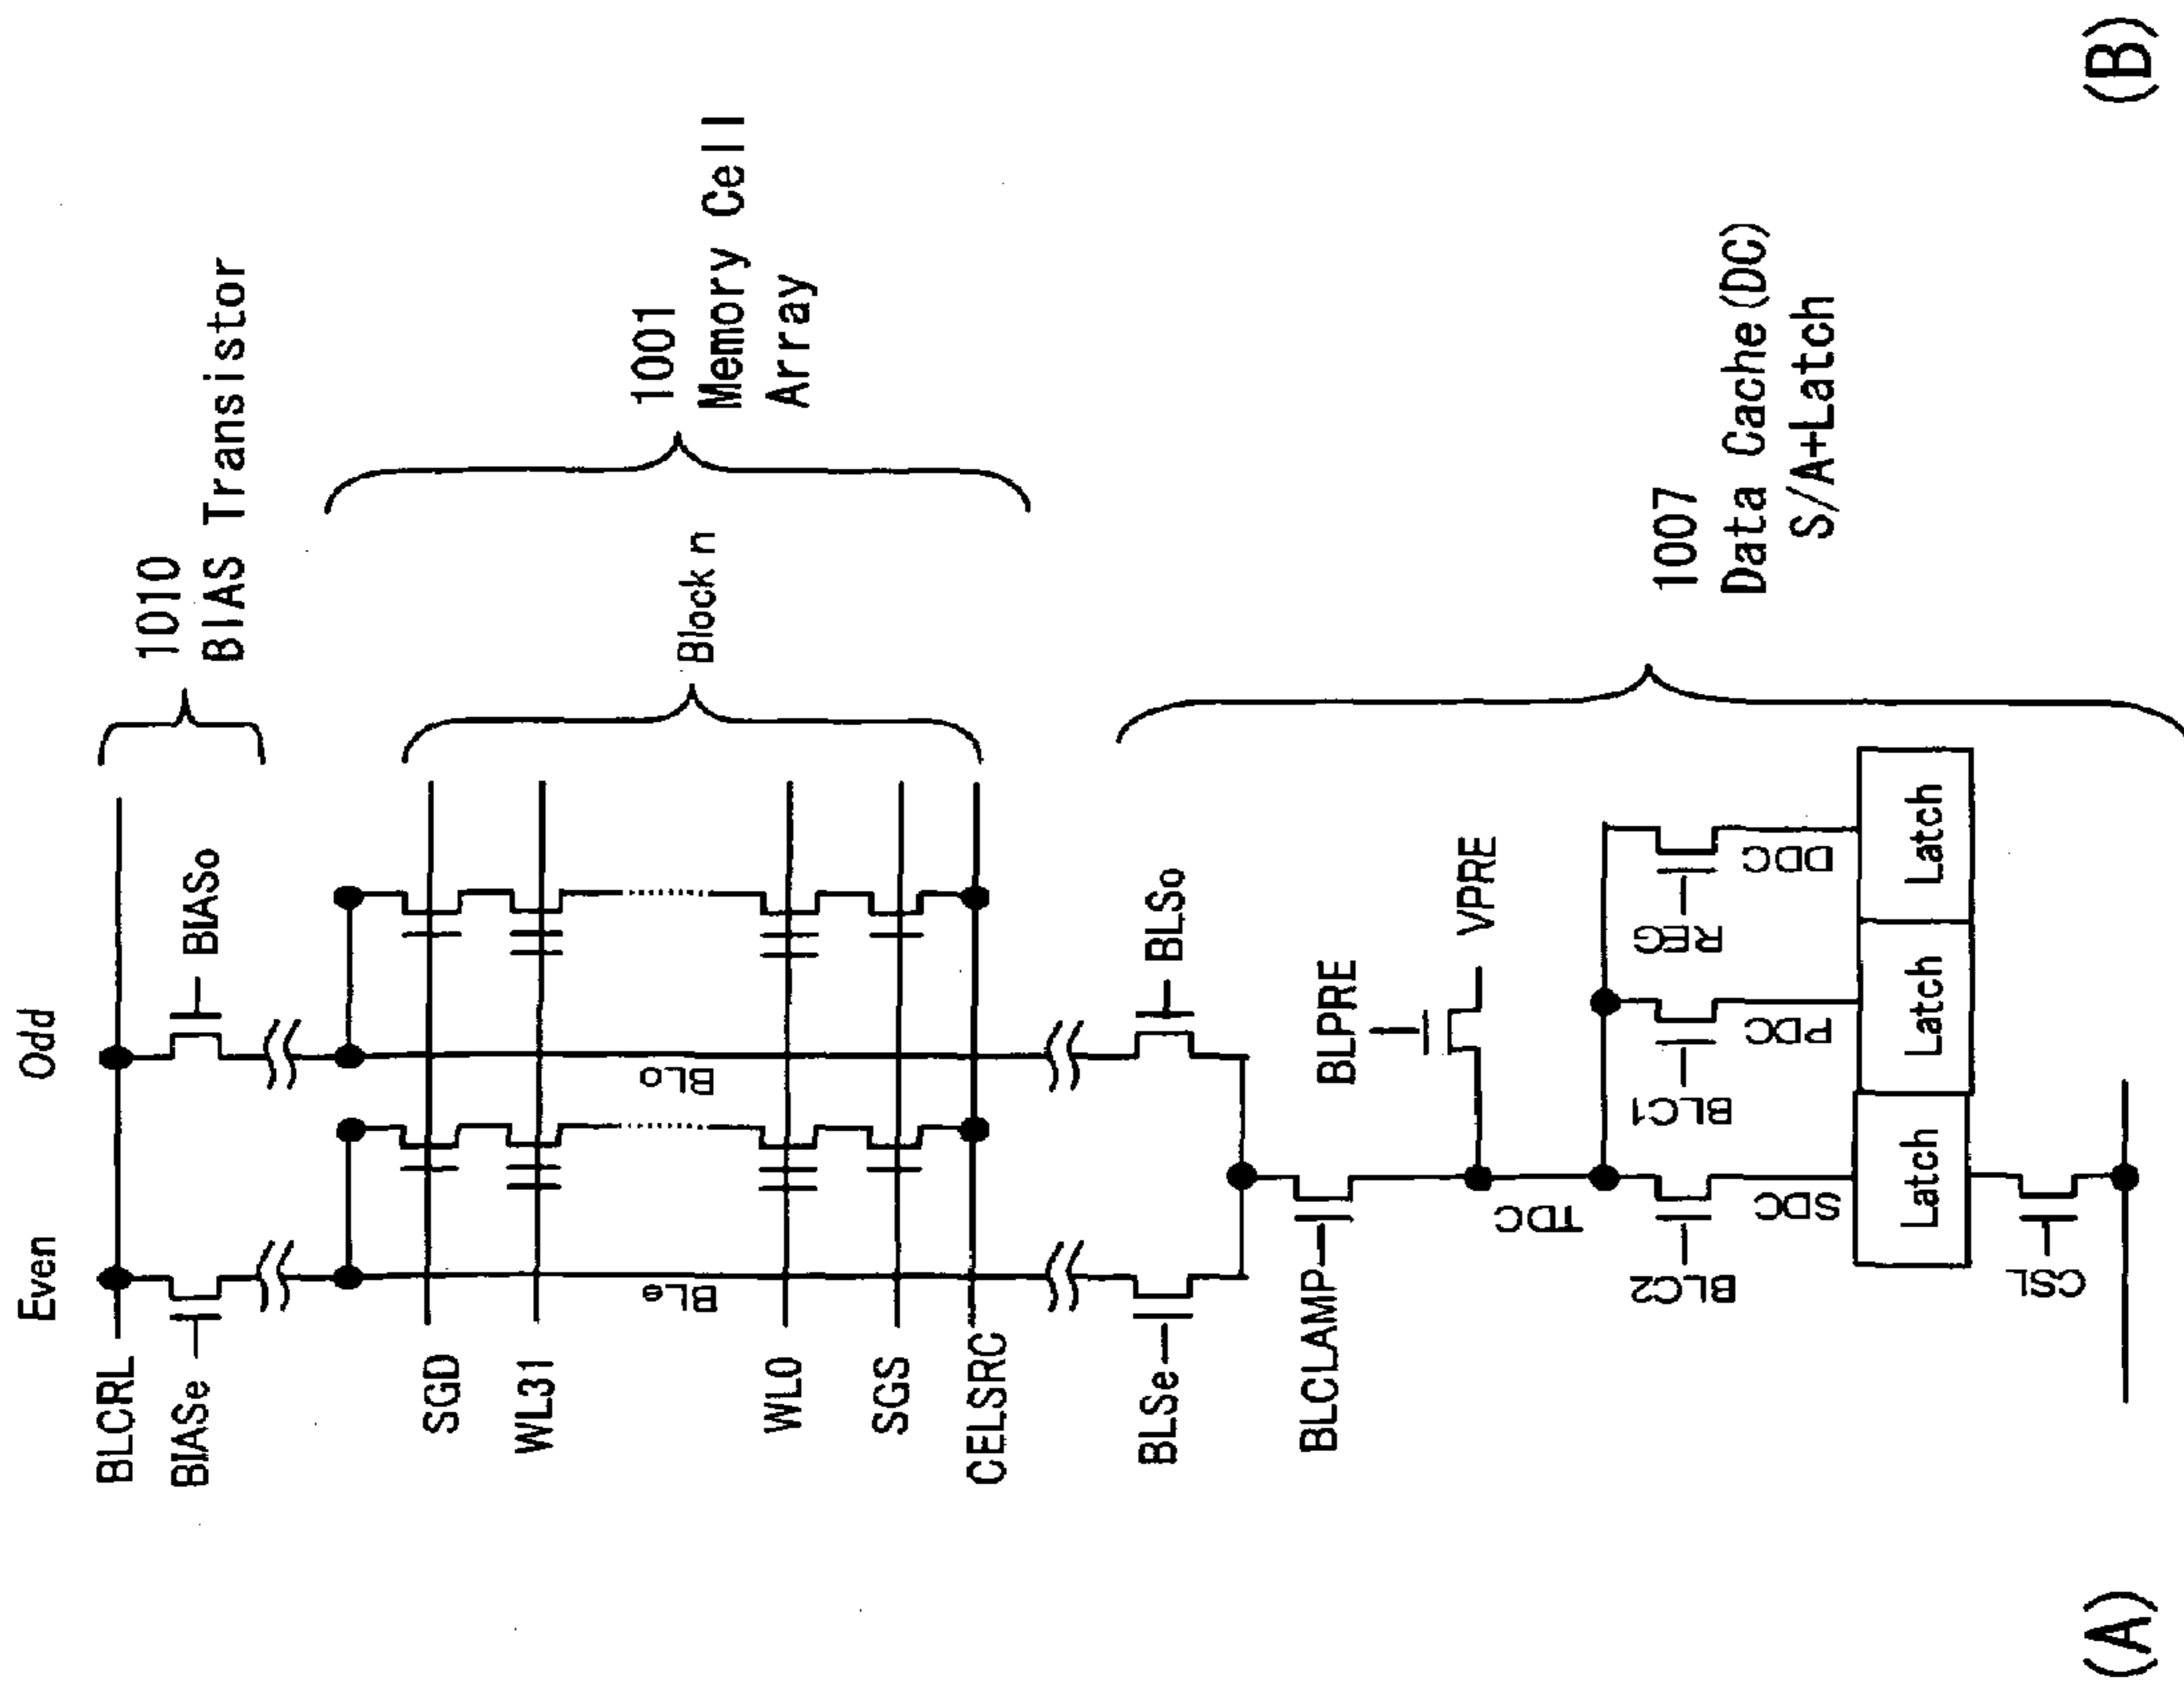 Even
Odd
BLCRL
BIASe
BIASo
1010
BIAS Transistor
SGD
WL31
BLe
BLo
WL0
SGS
CELSRC
Block n
1001
Memory Cell
Array
BLSe
BLSo
BLCLAMP
BLPRE
VPRE
TDC
BLC2
BLC1
REG
SDC
PDC
DDC
Latch
Latch
Latch
CSL
1007
Data Cache(DC)
S/A+Latch
(A)
(B)